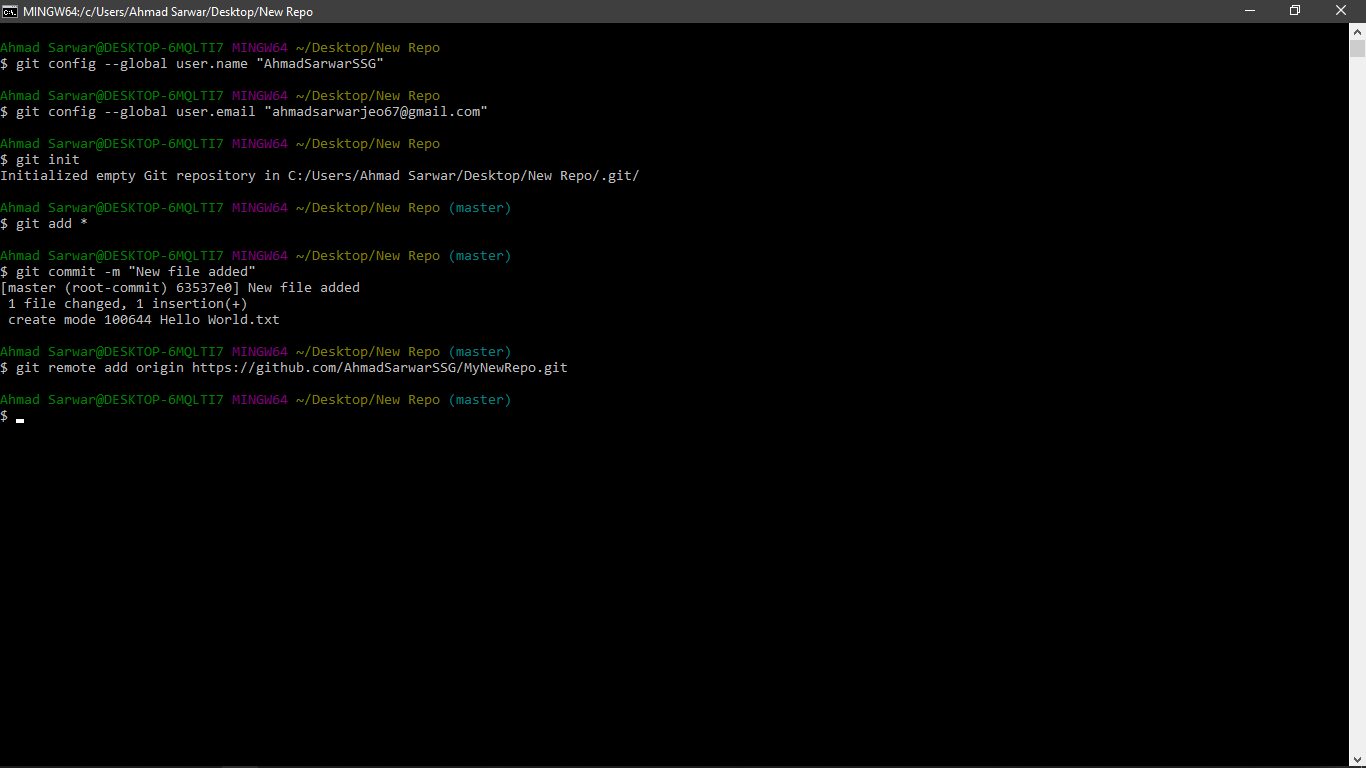 MINGW64:/c/Users/Ahmad Sarwar/Desktop/New Repo
Ahmad Sarwar@DESKTOP-6MQLTI7 MINGW64 ~/Desktop/New Repo
$ git config --global user.name "AhmadSarwarSSG"
Ahmad Sarwar@DESKTOP-6MQLTI7 MINGW64 ~/Desktop/New Repo
$ git config --global user.email "ahmadsarwarjeo67@gmail.com"
Ahmad Sarwar@DESKTOP-6MQLTI7 MINGW64 ~/Desktop/New Repo
$ git init
Initialized empty Git repository in C:/Users/Ahmad Sarwar/Desktop/New Repo/.git/
Ahmad Sarwar@DESKTOP-6MQLTI7 MINGW64 ~/Desktop/New Repo (master)
$ git add *
Ahmad Sarwar@DESKTOP-6MQLTI7 MINGW64 ~/Desktop/New Repo (master)
$ git commit -m "New file added"
[master (root-commit) 63537e0] New file added
 1 file changed, 1 insertion(+)
 create mode 100644 Hello World.txt
Ahmad Sarwar@DESKTOP-6MQLTI7 MINGW64 ~/Desktop/New Repo (master)
$ git remote add origin https://github.com/AhmadSarwarSSG/MyNewRepo.git
Ahmad Sarwar@DESKTOP-6MQLTI7 MINGW64 ~/Desktop/New Repo (master)
$